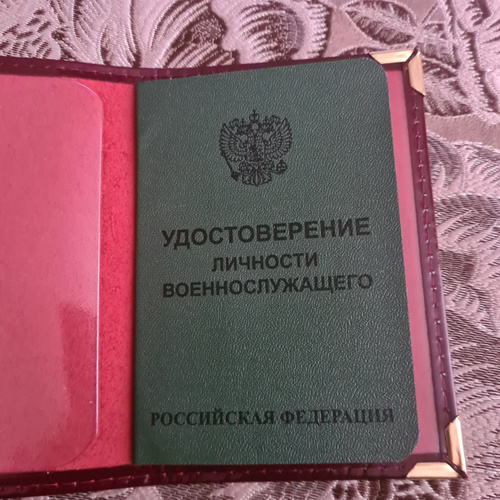 УДОСТОВЕРЕНИЕ
ЛИЧНОСТИ
ВОЕННОСЛУЖАЩЕГО
РОССИЙСКАЯ ФЕДЕРАЦИЯ